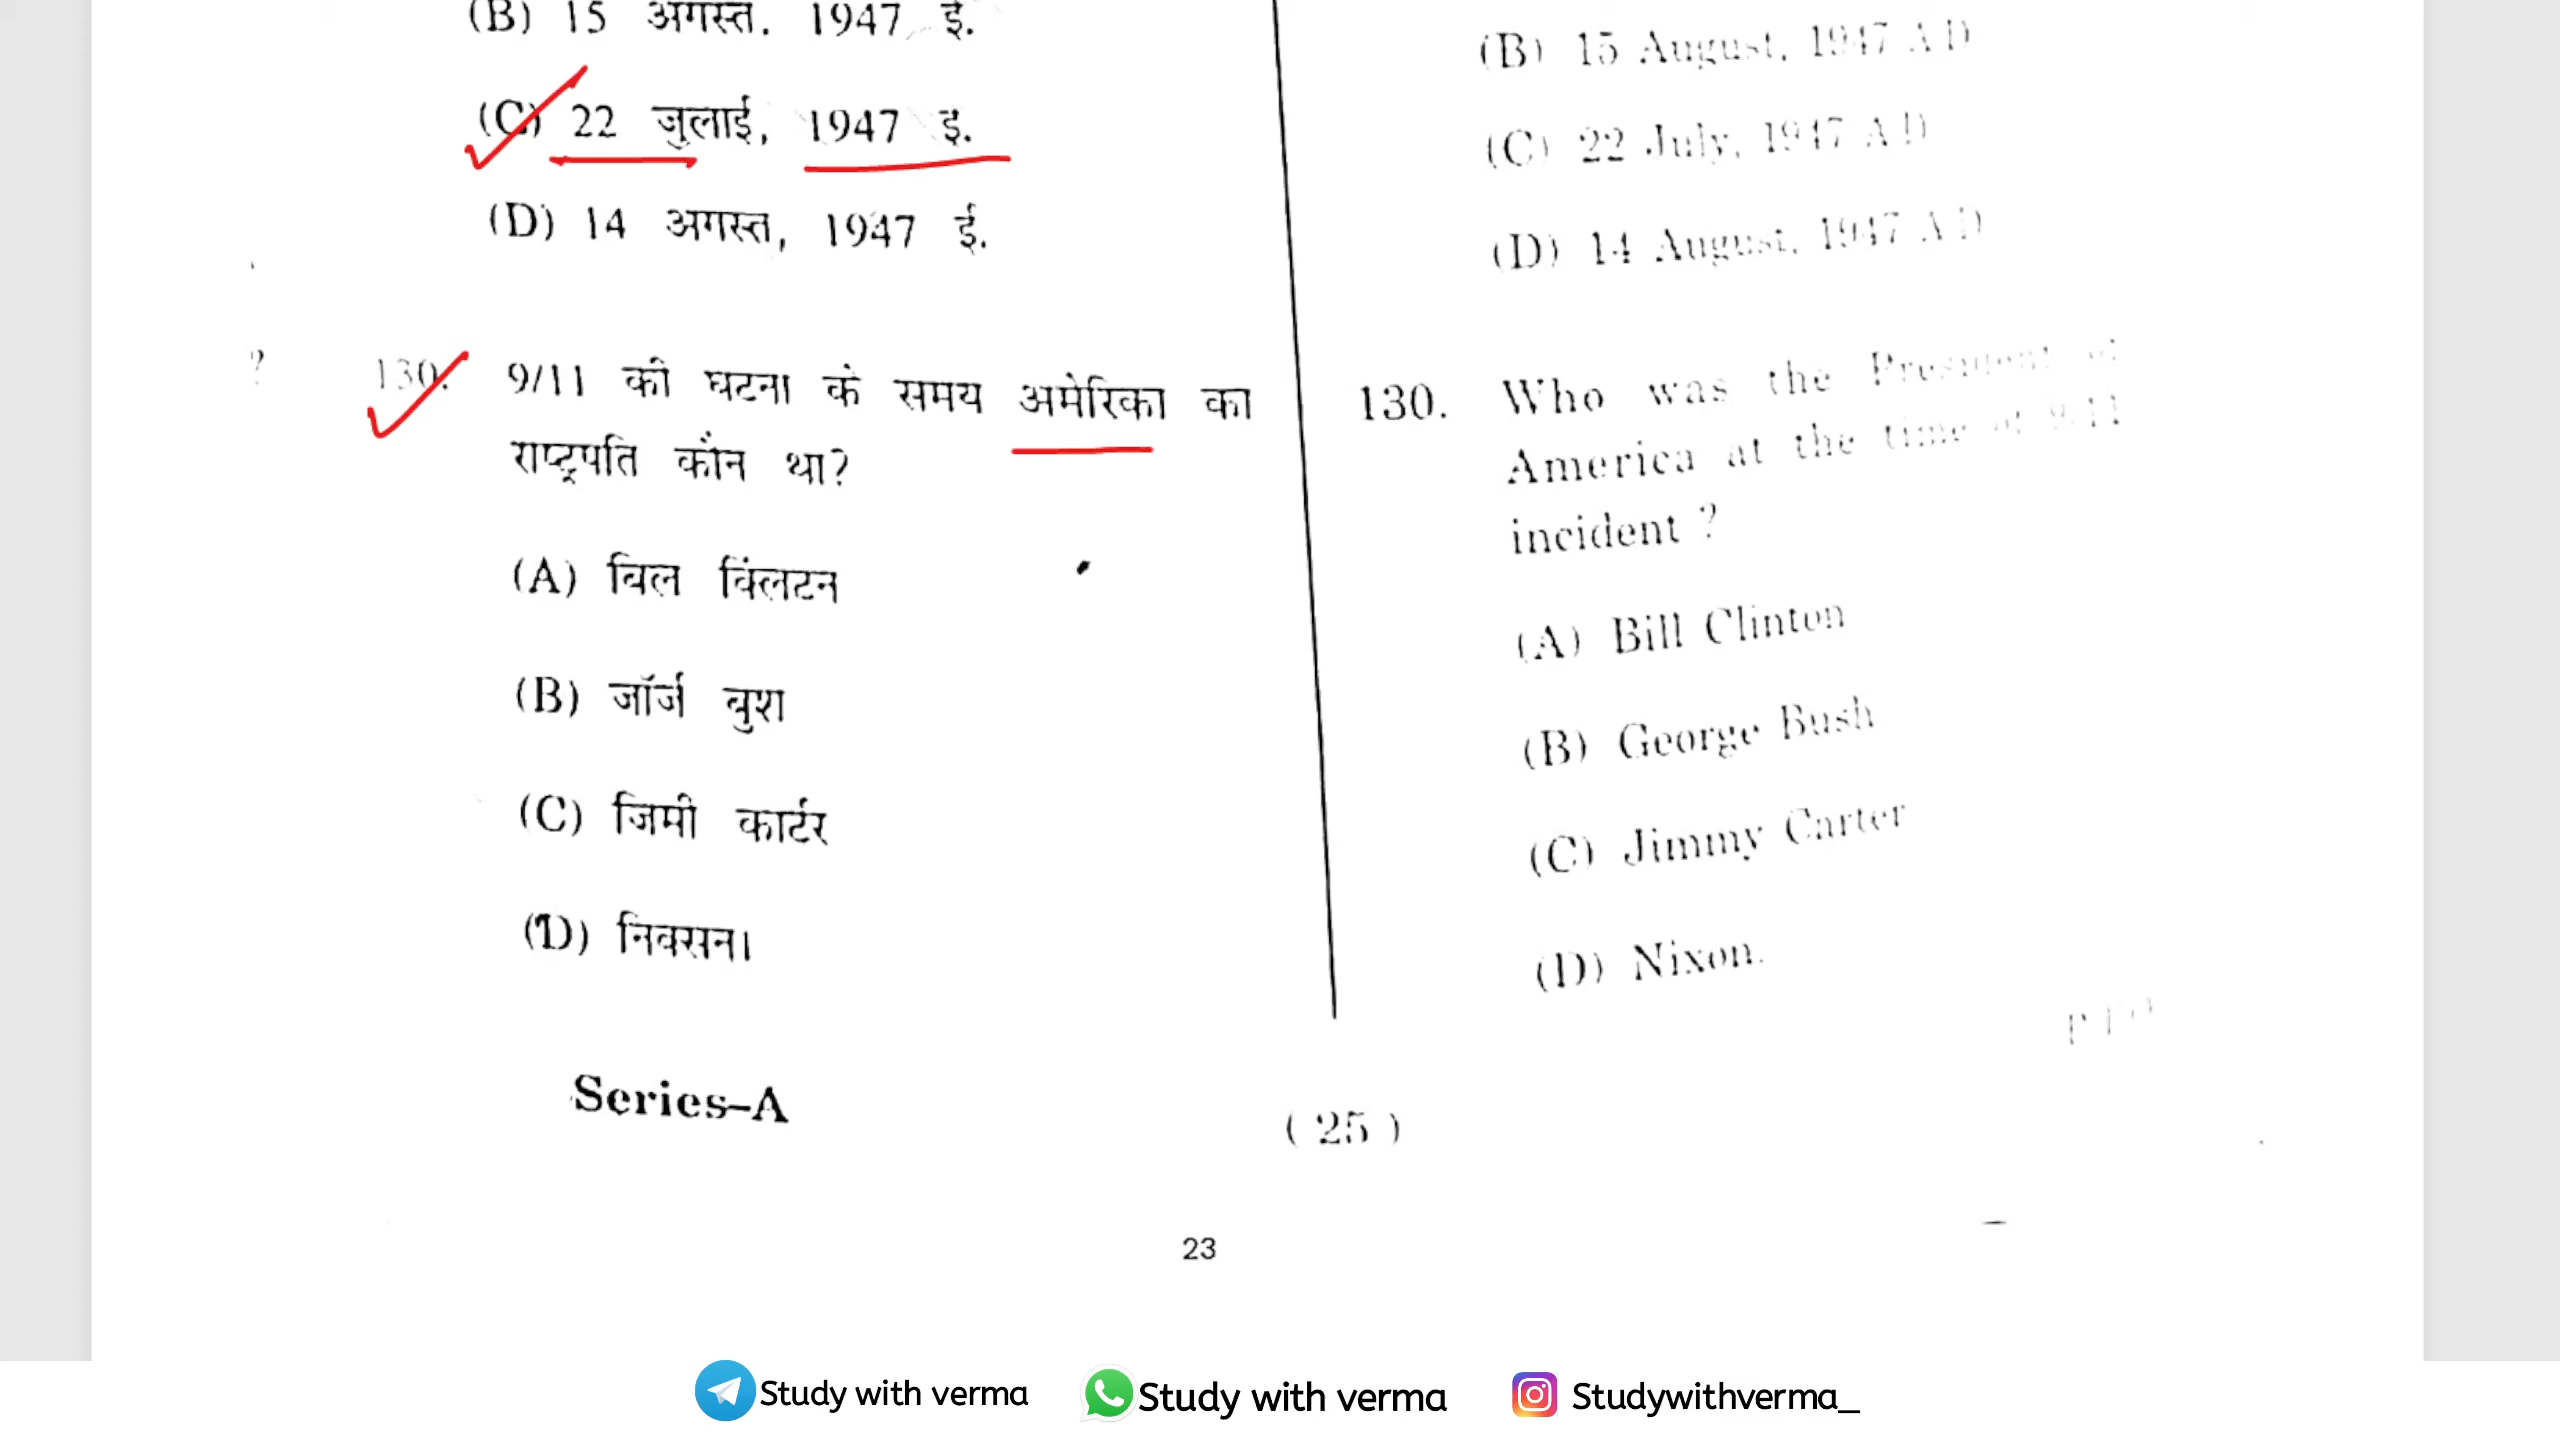 (B) 15 अगस्त. 1947 ई.
(C) 22 जुलाई, 1947 इ.
(D) 14 अगस्त, 1947 ई.
?
130. 9/11 की घटना के समय अमेरिका का
राष्ट्रपति कौन था?
(A) बिल क्लिंटन
(B) जॉर्ज बुश
(C) जिमी कार्टर
(D) निक्सन।
Series–A
(B) 15 August, 1947 AD
(C) 22 July, 1947 AD
(D) 14 August, 1947 AD
130. Who was the President of
America at the time of 9/11
incident ?
(A) Bill Clinton
(B) George Bush
(C) Jimmy Carter
(D) Nixon.
( 25 )
23
Study with verma
Study with verma
Studywithverma_